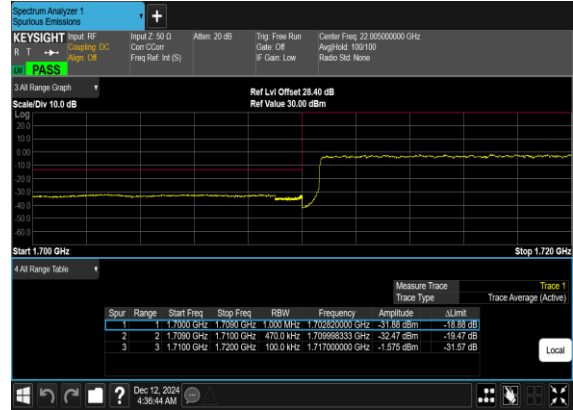 Spectrum Analyzer 1
Spurious Emissions
+
KEYSIGHT Input: RF Input Z: 50 Ω Atten: 20 dB Trig: Free Run Center Freq: 22.005000000 GHz
R T Coupling: DC Corr CCorr Gate: Off Avg|Hold: 100/100
Align: Off Freq Ref: Int (S) IF Gain: Low Radio Std: None
PASS
3 All Range Graph
Ref Lvl Offset 28.40 dB
Scale/Div 10.0 dB Ref Value 30.00 dBm
Log
20.0
10.0
0.00
-10.0
-20.0
-30.0
-40.0
-50.0
-60.0
Start 1.700 GHz Stop 1.720 GHz
4 All Range Table
Measure Trace Trace 1
Trace Type Trace Average (Active)
Spur Range Start Freq Stop Freq RBW Frequency Amplitude ΔLimit
1 1 1.7000 GHz 1.7090 GHz 1.000 MHz 1.702820000 GHz -31.88 dBm -18.88 dB
2 2 1.7090 GHz 1.7100 GHz 470.0 kHz 1.709998333 GHz -32.47 dBm -19.47 dB
3 3 1.7100 GHz 1.7200 GHz 100.0 kHz 1.717000000 GHz -1.575 dBm -31.57 dB
Local
? Dec 12, 2024
4:36:44 AM